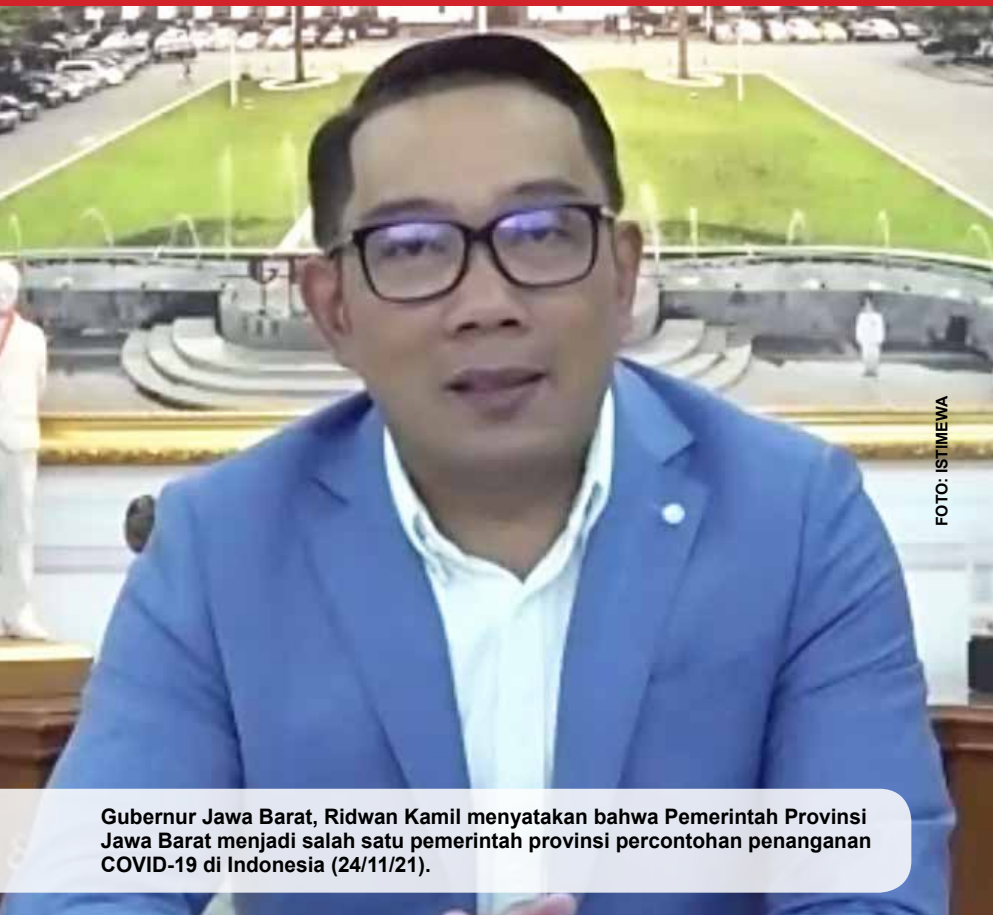 FOTO: ISTIMEWA
Gubernur Jawa Barat, Ridwan Kamil menyatakan bahwa Pemerintah Provinsi
Jawa Barat menjadi salah satu pemerintah provinsi percontohan penanganan
COVID-19 di Indonesia (24/11/21).